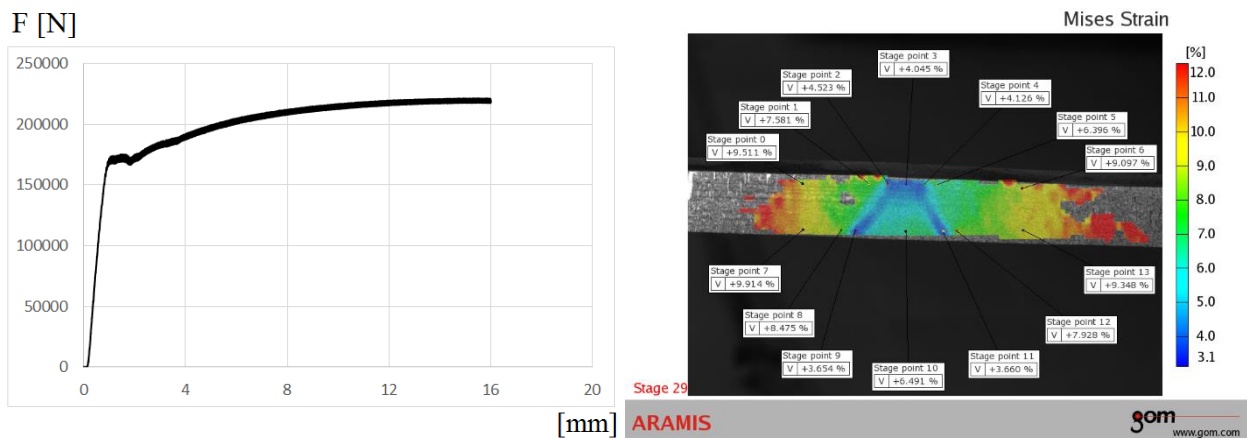 F [N]
250000
200000
150000
100000
50000
0
0
4
8
12
16
20
[mm]
Mises Strain
[%]
12.0
11.0
10.0
9.0
8.0
7.0
6.0
5.0
4.0
3.1
Stage point 3
V +4.045 %
Stage point 2
V +4.523 %
Stage point 4
V +4.126 %
Stage point 1
V +7.581 %
Stage point 5
V +6.396 %
Stage point 0
V +9.511 %
Stage point 6
V +9.097 %
Stage point 7
V +9.914 %
Stage point 13
V +9.348 %
Stage point 8
V +8.475 %
Stage point 12
V +7.928 %
Stage point 9
V +3.654 %
Stage point 10
V +6.491 %
Stage point 11
V +3.660 %
Stage 29
ARAMIS
gom
www.gom.com